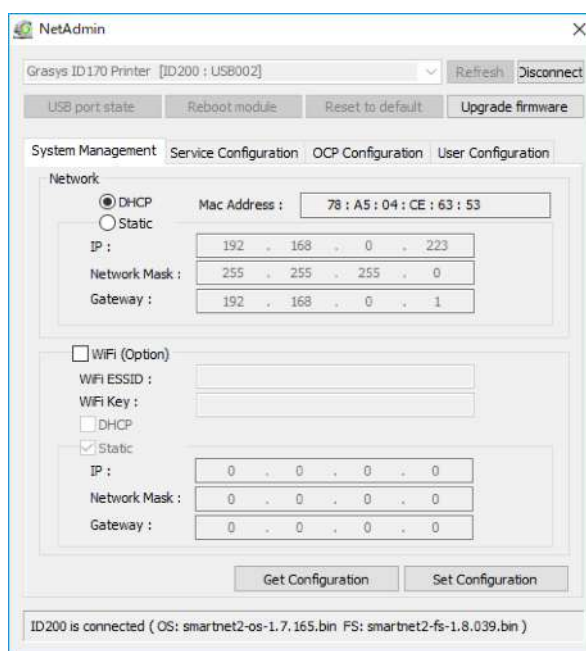 NetAdmin
Grasys ID170 Printer [ID200 : USB002] Refresh Disconnect
USB port state Reboot module Reset to default Upgrade firmware
System Management Service Configuration OCP Configuration User Configuration
Network
DHCP Mac Address : 78 : A5 : 04 : CE : 63 : 53
Static
IP : 192 . 168 . 0 . 223
Network Mask : 255 . 255 . 255 . 0
Gateway : 192 . 168 . 0 . 1
WiFi (Option)
WiFi ESSID :
WiFi Key :
DHCP
Static
IP : 0 . 0 . 0 . 0
Network Mask : 0 . 0 . 0 . 0
Gateway : 0 . 0 . 0 . 0
Get Configuration Set Configuration
ID200 is connected ( OS: smartnet2-os-1.7.165.bin FS: smartnet2-fs-1.8.039.bin )